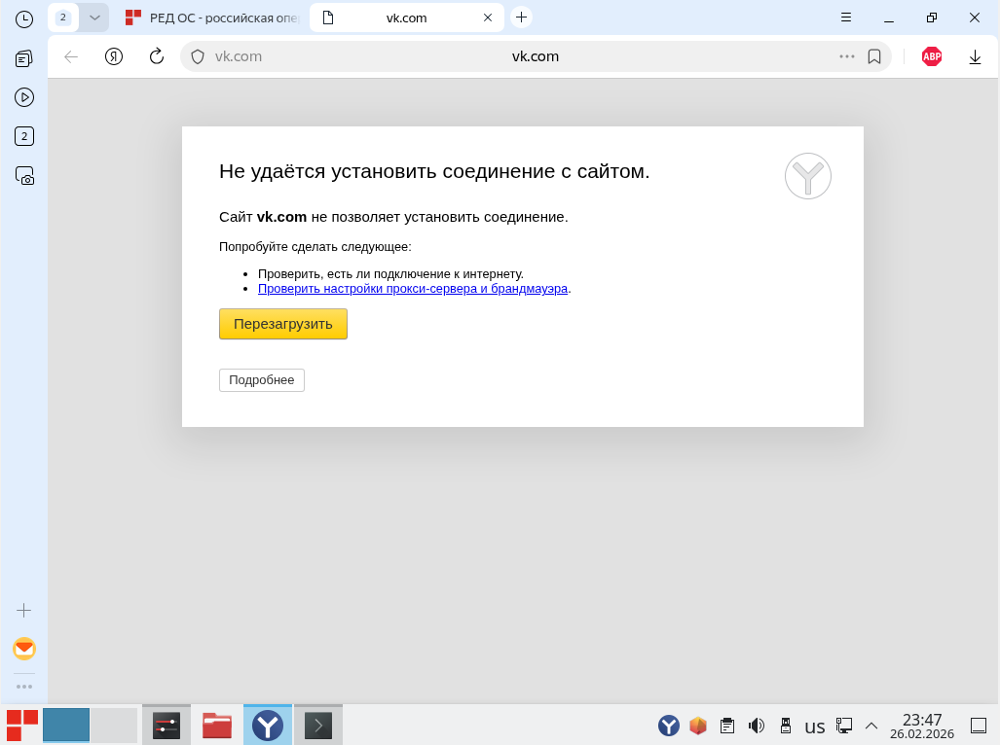 2
РЕД ОС - российская опе
vk.com
Я
vk.com
vk.com
ABP
2
Не удаётся установить соединение с сайтом.
Сайт vk.com не позволяет установить соединение.
Попробуйте сделать следующее:
Проверить, есть ли подключение к интернету.
Проверить настройки прокси-сервера и брандмауэра.
Перезагрузить
Подробнее
us
23:47
26.02.2026